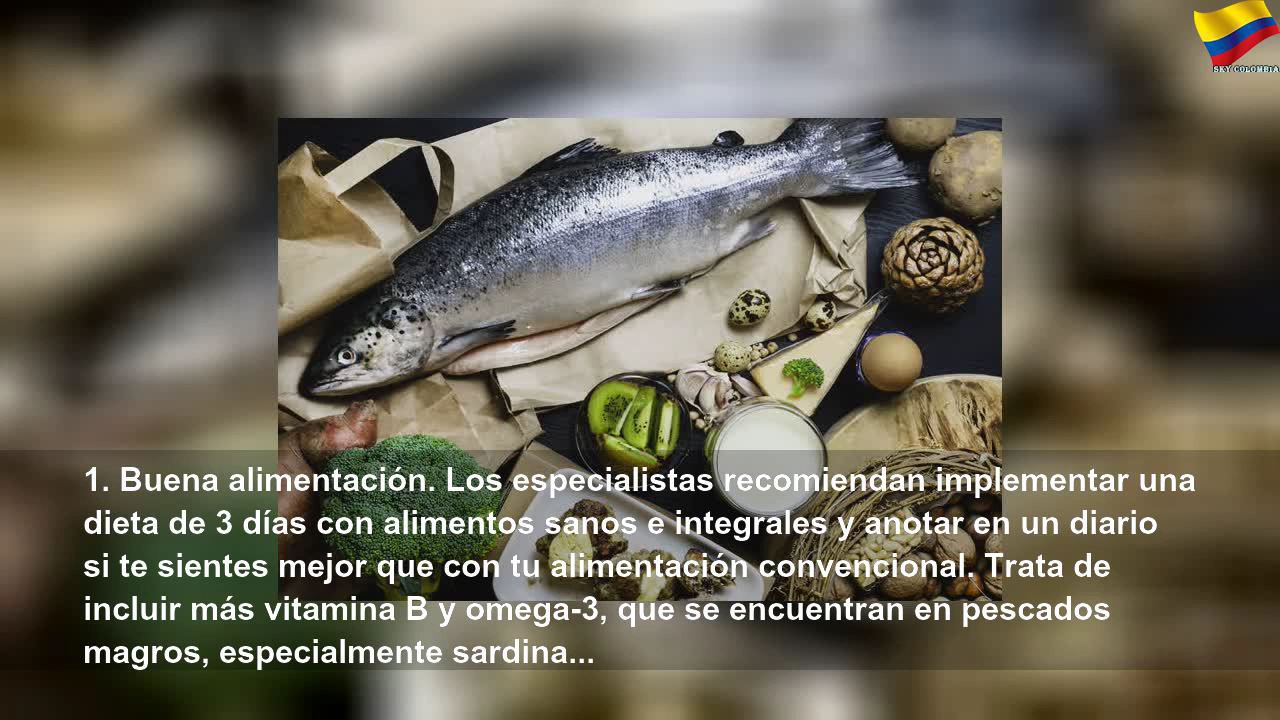 SKY COLOMBIA
1. Buena alimentación. Los especialistas recomiendan implementar una
dieta de 3 días con alimentos sanos e integrales y anotar en un diario
si te sientes mejor que con tu alimentación convencional. Trata de
incluir más vitamina B y omega-3, que se encuentran en pescados
magros, especialmente sardina...